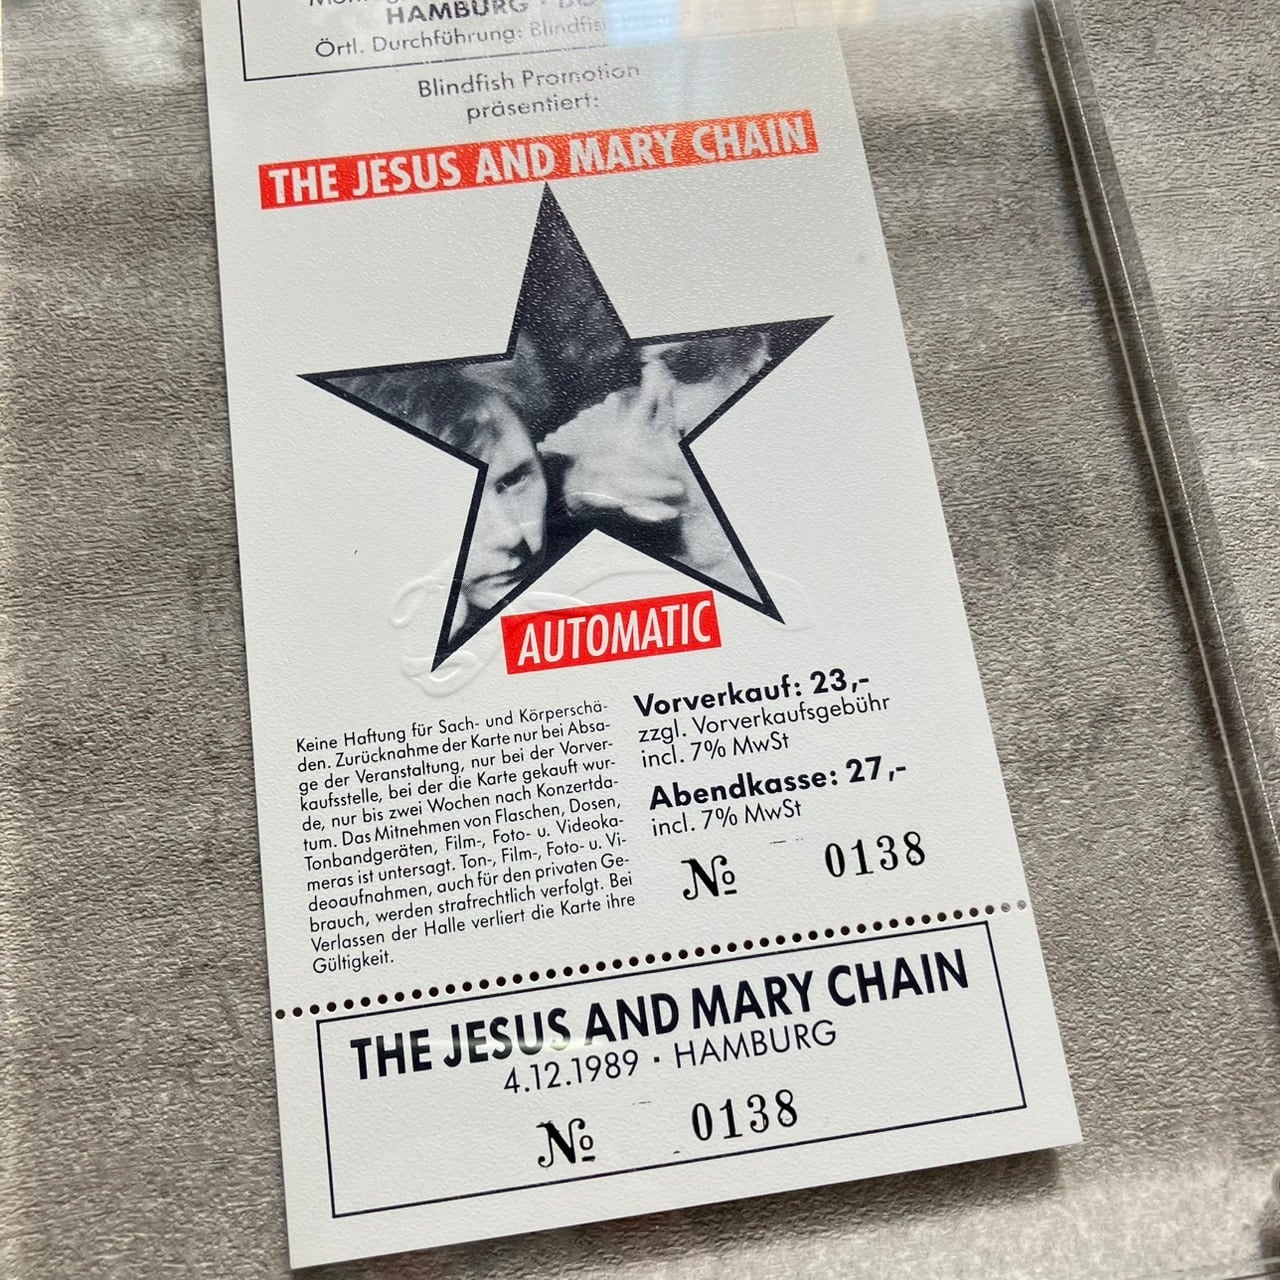 HAMBURG
Örtl. Durchführung:
Blindfish Promotion
präsentiert:
THE JESUS AND MARY CHAIN
AUTOMATIC
Keine Haftung für Sach- und Körperschä-
den. Zurücknahme der Karte nur bei Absa-
ge der Veranstaltung, nur bei der Vorver-
kaufsstelle, bei der die Karte gekauft wur-
de, nur bis zwei Wochen nach Konzertda-
tum. Das Mitnehmen von Flaschen, Dosen,
Tonbandgeräten, Film-, Foto- u. Videoka-
meras ist untersagt. Ton-, Film-, Foto- u. Vi-
deoaufnahmen, auch für den privaten Ge-
brauch, werden strafrechtlich verfolgt. Bei
Verlassen der Halle verliert die Karte ihre
Gültigkeit.
Vorverkauf: 23,-
zzgl. Vorverkaufsgebühr
incl. 7% MwSt
Abendkasse: 27,-
incl. 7% MwSt
№ 0138
THE JESUS AND MARY CHAIN
4.12.1989 · HAMBURG
№ 0138